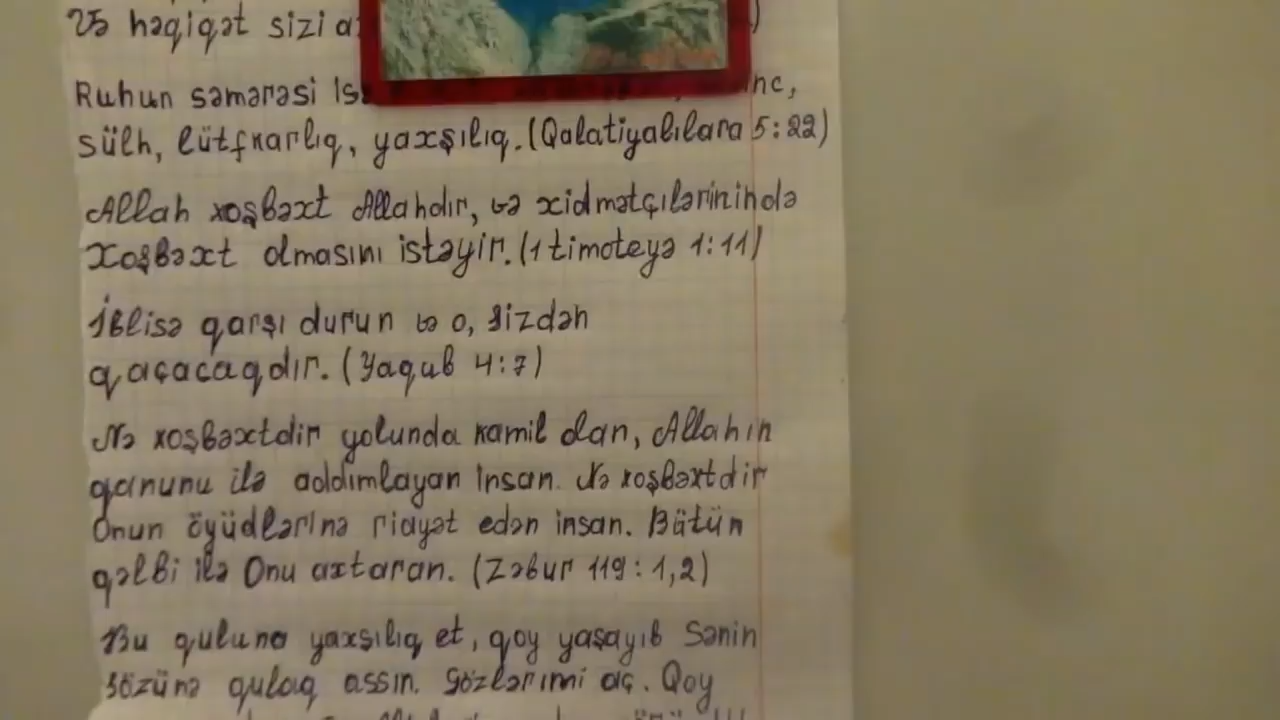 və həqiqət sizi
Ruhun səmərəsi
sülh, lütfkarlıq, yaxşılıq. (Qalatiyalılara 5:22)
Allah xoşbəxt Allahdır, və xidmətçilərinində
Xoşbəxt olmasını istəyir. (1 timoteyə 1:11)
İblisə qarşı durun və o, sizdən
qaçacaqdır. (Yaqub 4:7)
Nə xoşbəxtdir yolunda kamil olan, Allahın
qanunu ilə addımlayan insan. Nə xoşbəxtdir
Onun öyüdlərinə riayət edən insan. Bütün
qəlbi ilə Onu axtaran. (Zəbur 119:1,2)
Bu quluna yaxşılıq et, qoy yaşayıb Sənin
sözünə qulaq assın. Gözlərimi aç. Qoy